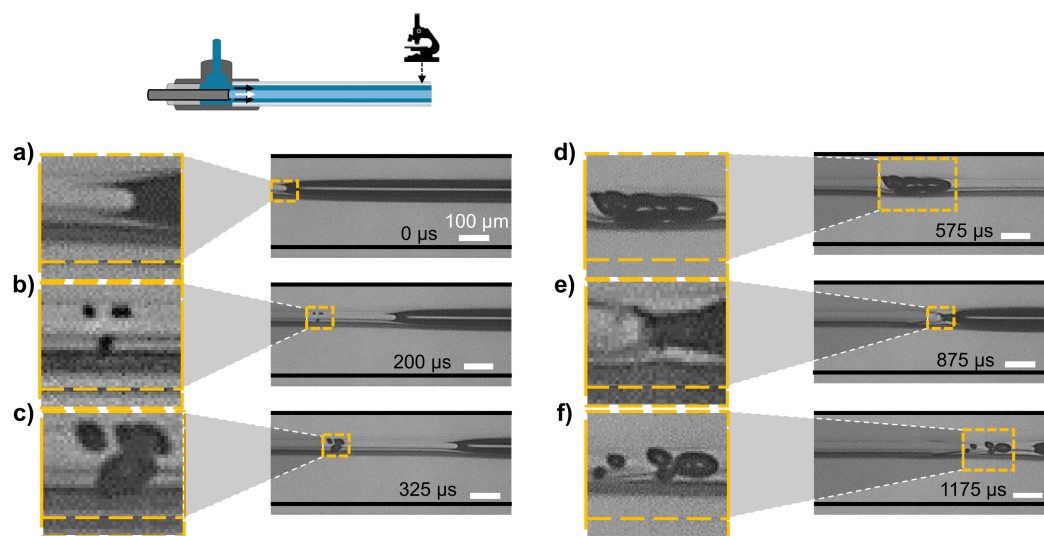 a)
100 µm
0 µs
b)
200 µs
c)
325 µs
d)
575 µs
e)
875 µs
f)
1175 µs